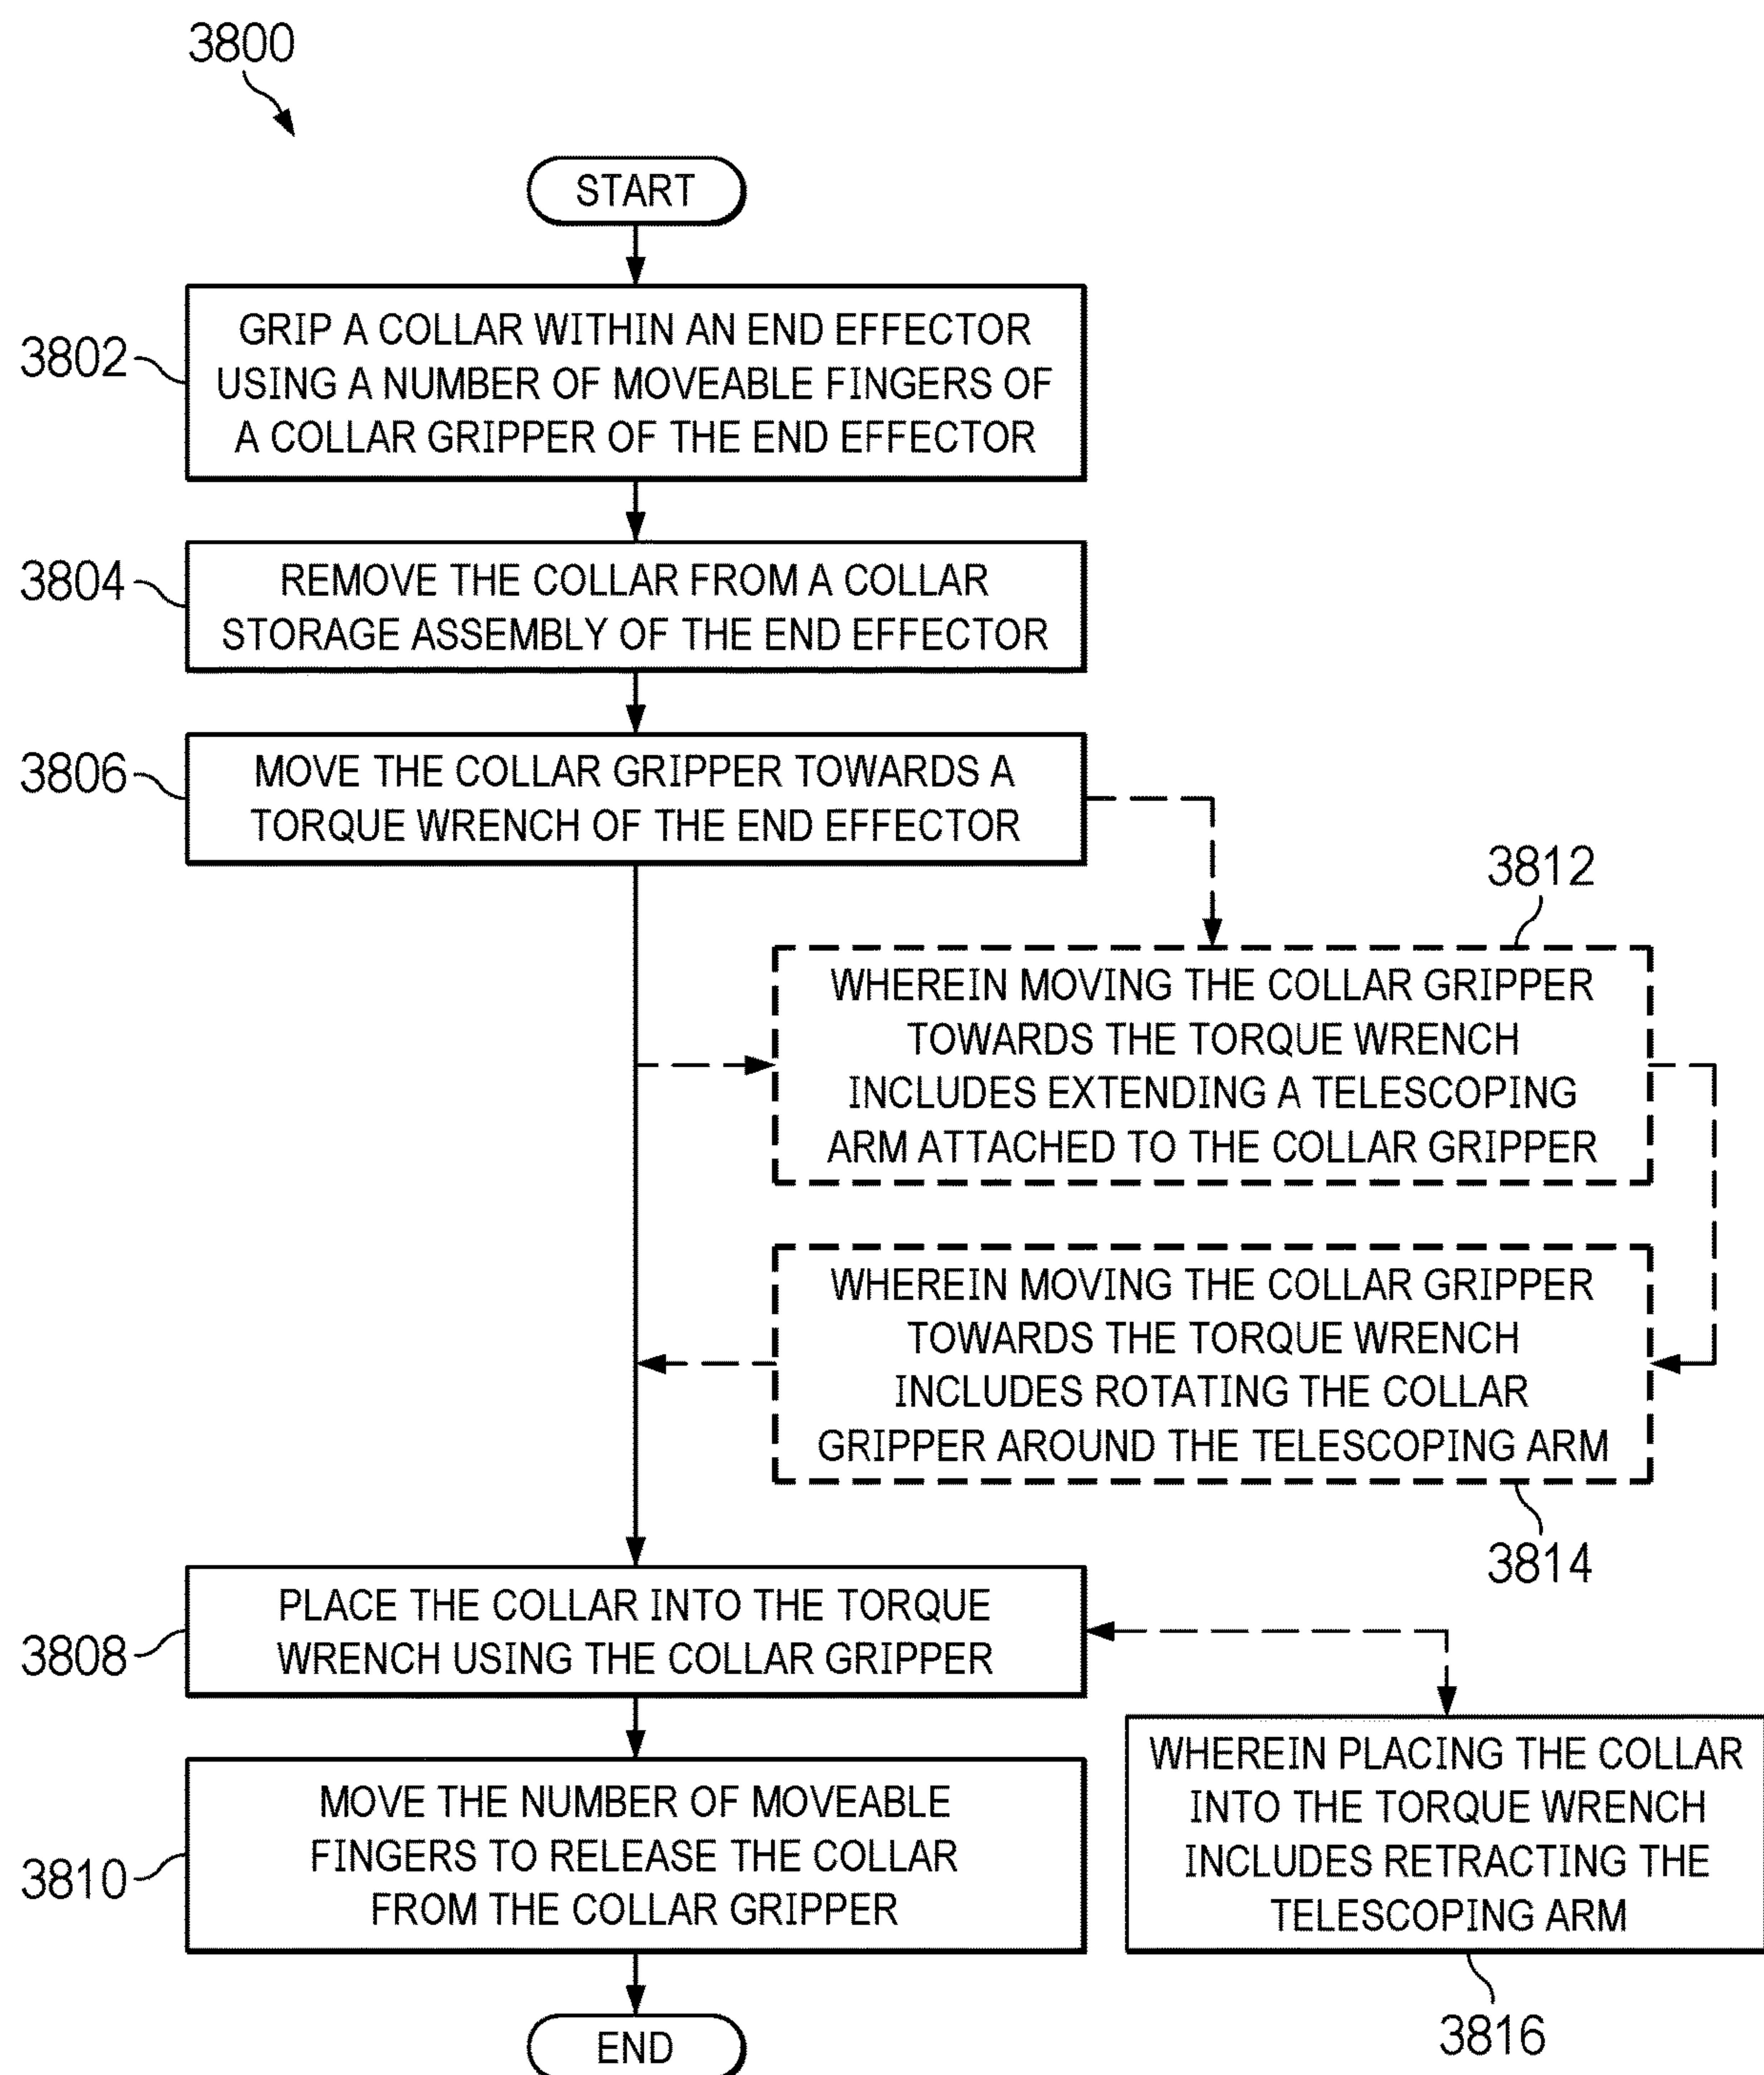 3800
START
3802
GRIP A COLLAR WITHIN AN END EFFECTOR
USING A NUMBER OF MOVEABLE FINGERS OF
A COLLAR GRIPPER OF THE END EFFECTOR
3804
REMOVE THE COLLAR FROM A COLLAR
STORAGE ASSEMBLY OF THE END EFFECTOR
3806
MOVE THE COLLAR GRIPPER TOWARDS A
TORQUE WRENCH OF THE END EFFECTOR
3812
WHEREIN MOVING THE COLLAR GRIPPER
TOWARDS THE TORQUE WRENCH
INCLUDES EXTENDING A TELESCOPING
ARM ATTACHED TO THE COLLAR GRIPPER
WHEREIN MOVING THE COLLAR GRIPPER
TOWARDS THE TORQUE WRENCH
INCLUDES ROTATING THE COLLAR
GRIPPER AROUND THE TELESCOPING ARM
3814
3808
PLACE THE COLLAR INTO THE TORQUE
WRENCH USING THE COLLAR GRIPPER
3810
MOVE THE NUMBER OF MOVEABLE
FINGERS TO RELEASE THE COLLAR
FROM THE COLLAR GRIPPER
WHEREIN PLACING THE COLLAR
INTO THE TORQUE WRENCH
INCLUDES RETRACTING THE
TELESCOPING ARM
3816
END